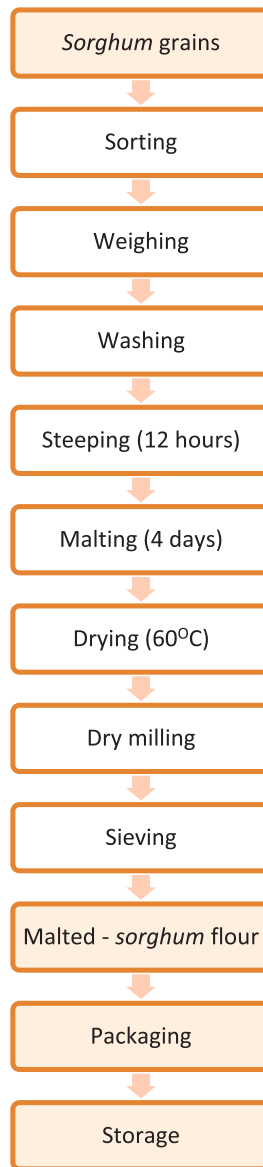 Sorghum grains
Sorting
Weighing
Washing
Steeping (12 hours)
Malting (4 days)
Drying (60⁰C)
Dry milling
Sieving
Malted - sorghum flour
Packaging
Storage